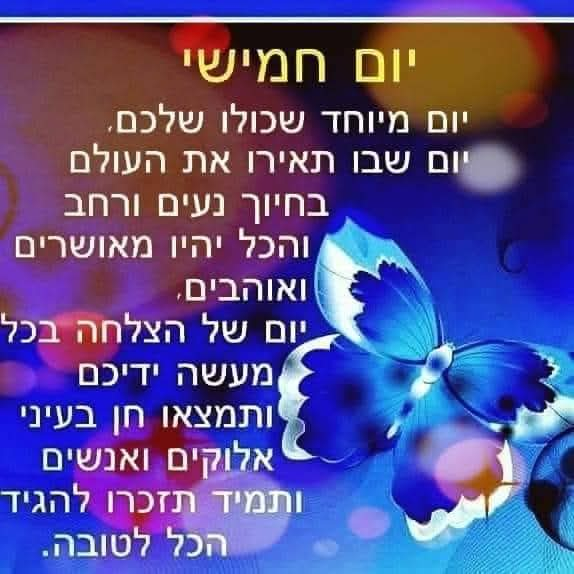 יום חמישי
יום מיוחד שכולו שלכם,
יום שבו תאירו את העולם
בחיוך נעים ורחב
והכל יהיו מאושרים
ואוהבים,
יום של הצלחה בכל
מעשה ידיכם
ותמצאו חן בעיני
אלוקים ואנשים
ותמיד תזכרו להגיד
הכל לטובה.